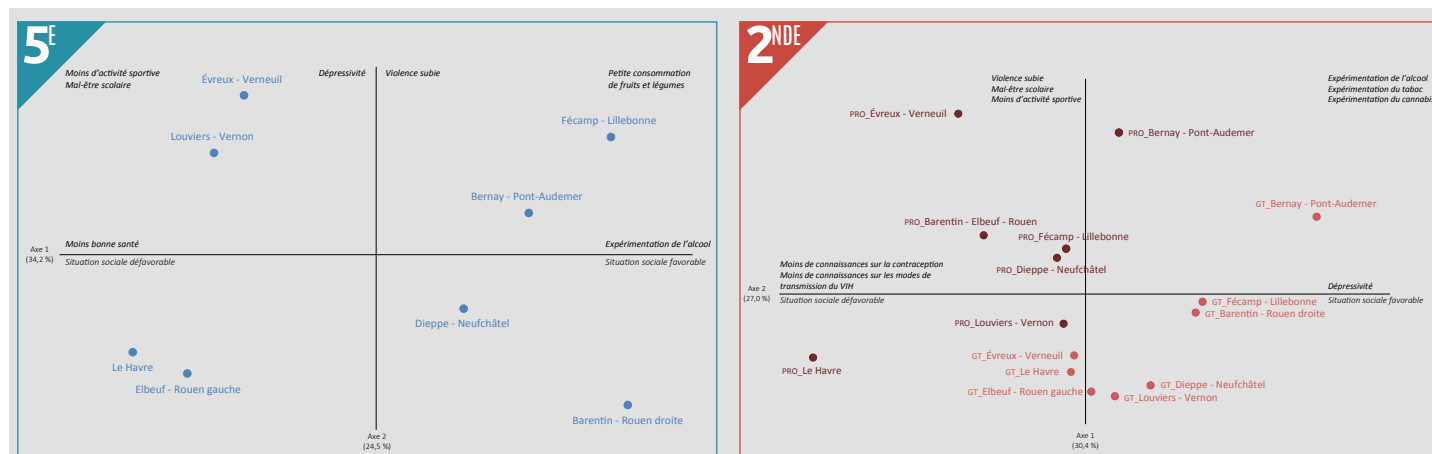 5E
Moins d'activité sportive
Mal-être scolaire
Évreux - Verneuil
Dépressivité
Violence subie
Petite consommation
de fruits et légumes
Louviers - Vernon
Fécamp - Lillebonne
Bernay - Pont-Audemer
Moins bonne santé
Expérimentation de l'alcool
Axe 1
(34,2 %)
Situation sociale défavorable
Situation sociale favorable
Dieppe - Neufchâtel
Le Havre
Elbeuf - Rouen gauche
Barentin - Rouen droite
Axe 2
(24,5 %)
2NDE
Violence subie
Mal-être scolaire
Moins d'activité sportive
Expérimentation de l'alcool
Expérimentation du tabac
Expérimentation du cannabis
PRO_Évreux - Verneuil
PRO_Bernay - Pont-Audemer
GT_Bernay - Pont-Audemer
PRO_Barentin - Elbeuf - Rouen
PRO_Fécamp - Lillebonne
PRO_Dieppe - Neufchâtel
Moins de connaissances sur la contraception
Moins de connaissances sur les modes de
transmission du VIH
Dépressivité
Axe 2
(27,0 %)
Situation sociale défavorable
Situation sociale favorable
GT_Fécamp - Lillebonne
GT_Barentin - Rouen droite
PRO_Louviers - Vernon
GT_Évreux - Verneuil
PRO_Le Havre
GT_Le Havre
GT_Dieppe - Neufchâtel
GT_Elbeuf - Rouen gauche
GT_Louviers - Vernon
Axe 1
(30,4 %)